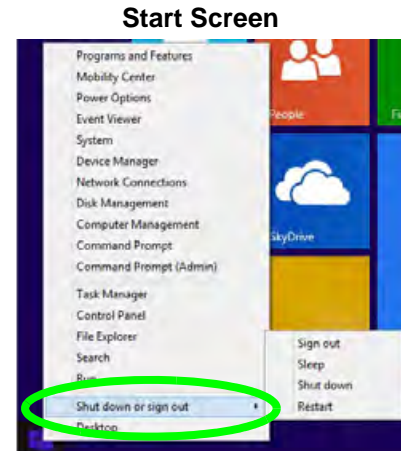 Start Screen
Programs and Features
Mobility Center
Power Options
Event Viewer
System
Device Manager
Network Connections
Disk Management
Computer Management
Command Prompt
Command Prompt (Admin)
Task Manager
Control Panel
File Explorer
Search
Run
Shut down or sign out
Desktop
Sign out
Sleep
Shut down
Restart
People
SkyDrive